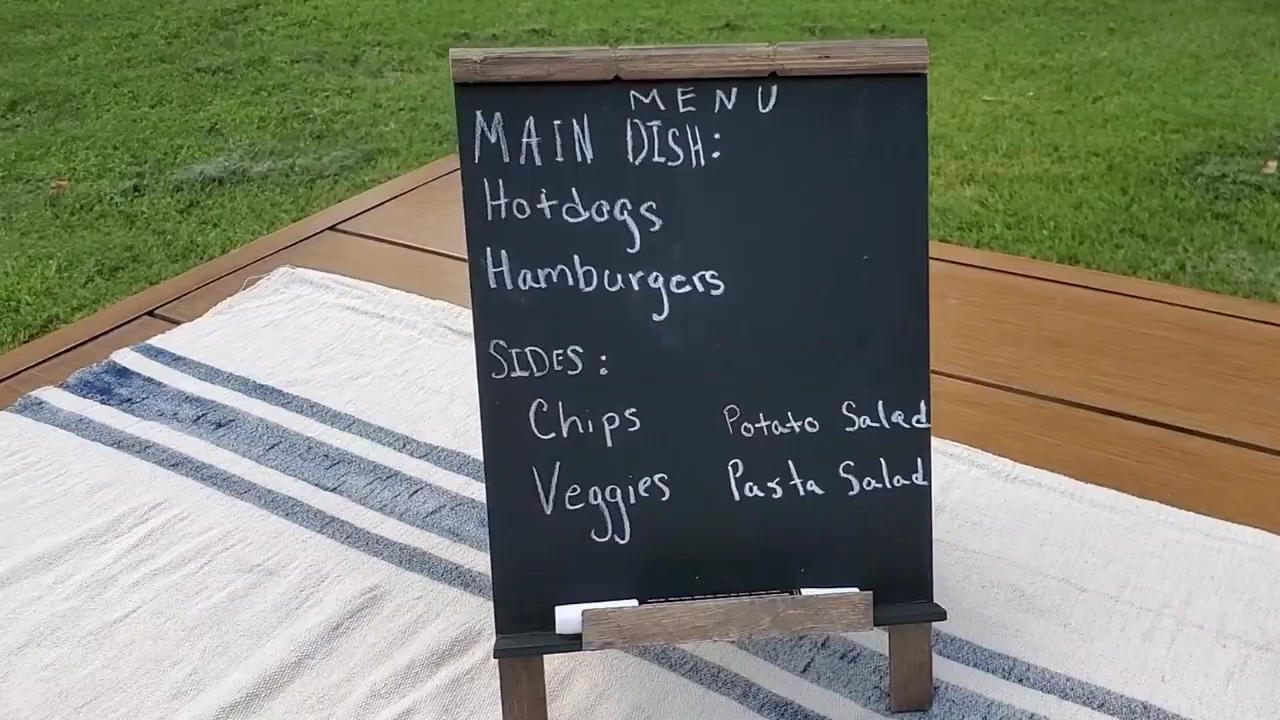 MENU
MAIN DISH:
Hotdogs
Hamburgers
SIDES:
Chips Potato Salad
Veggies Pasta Salad